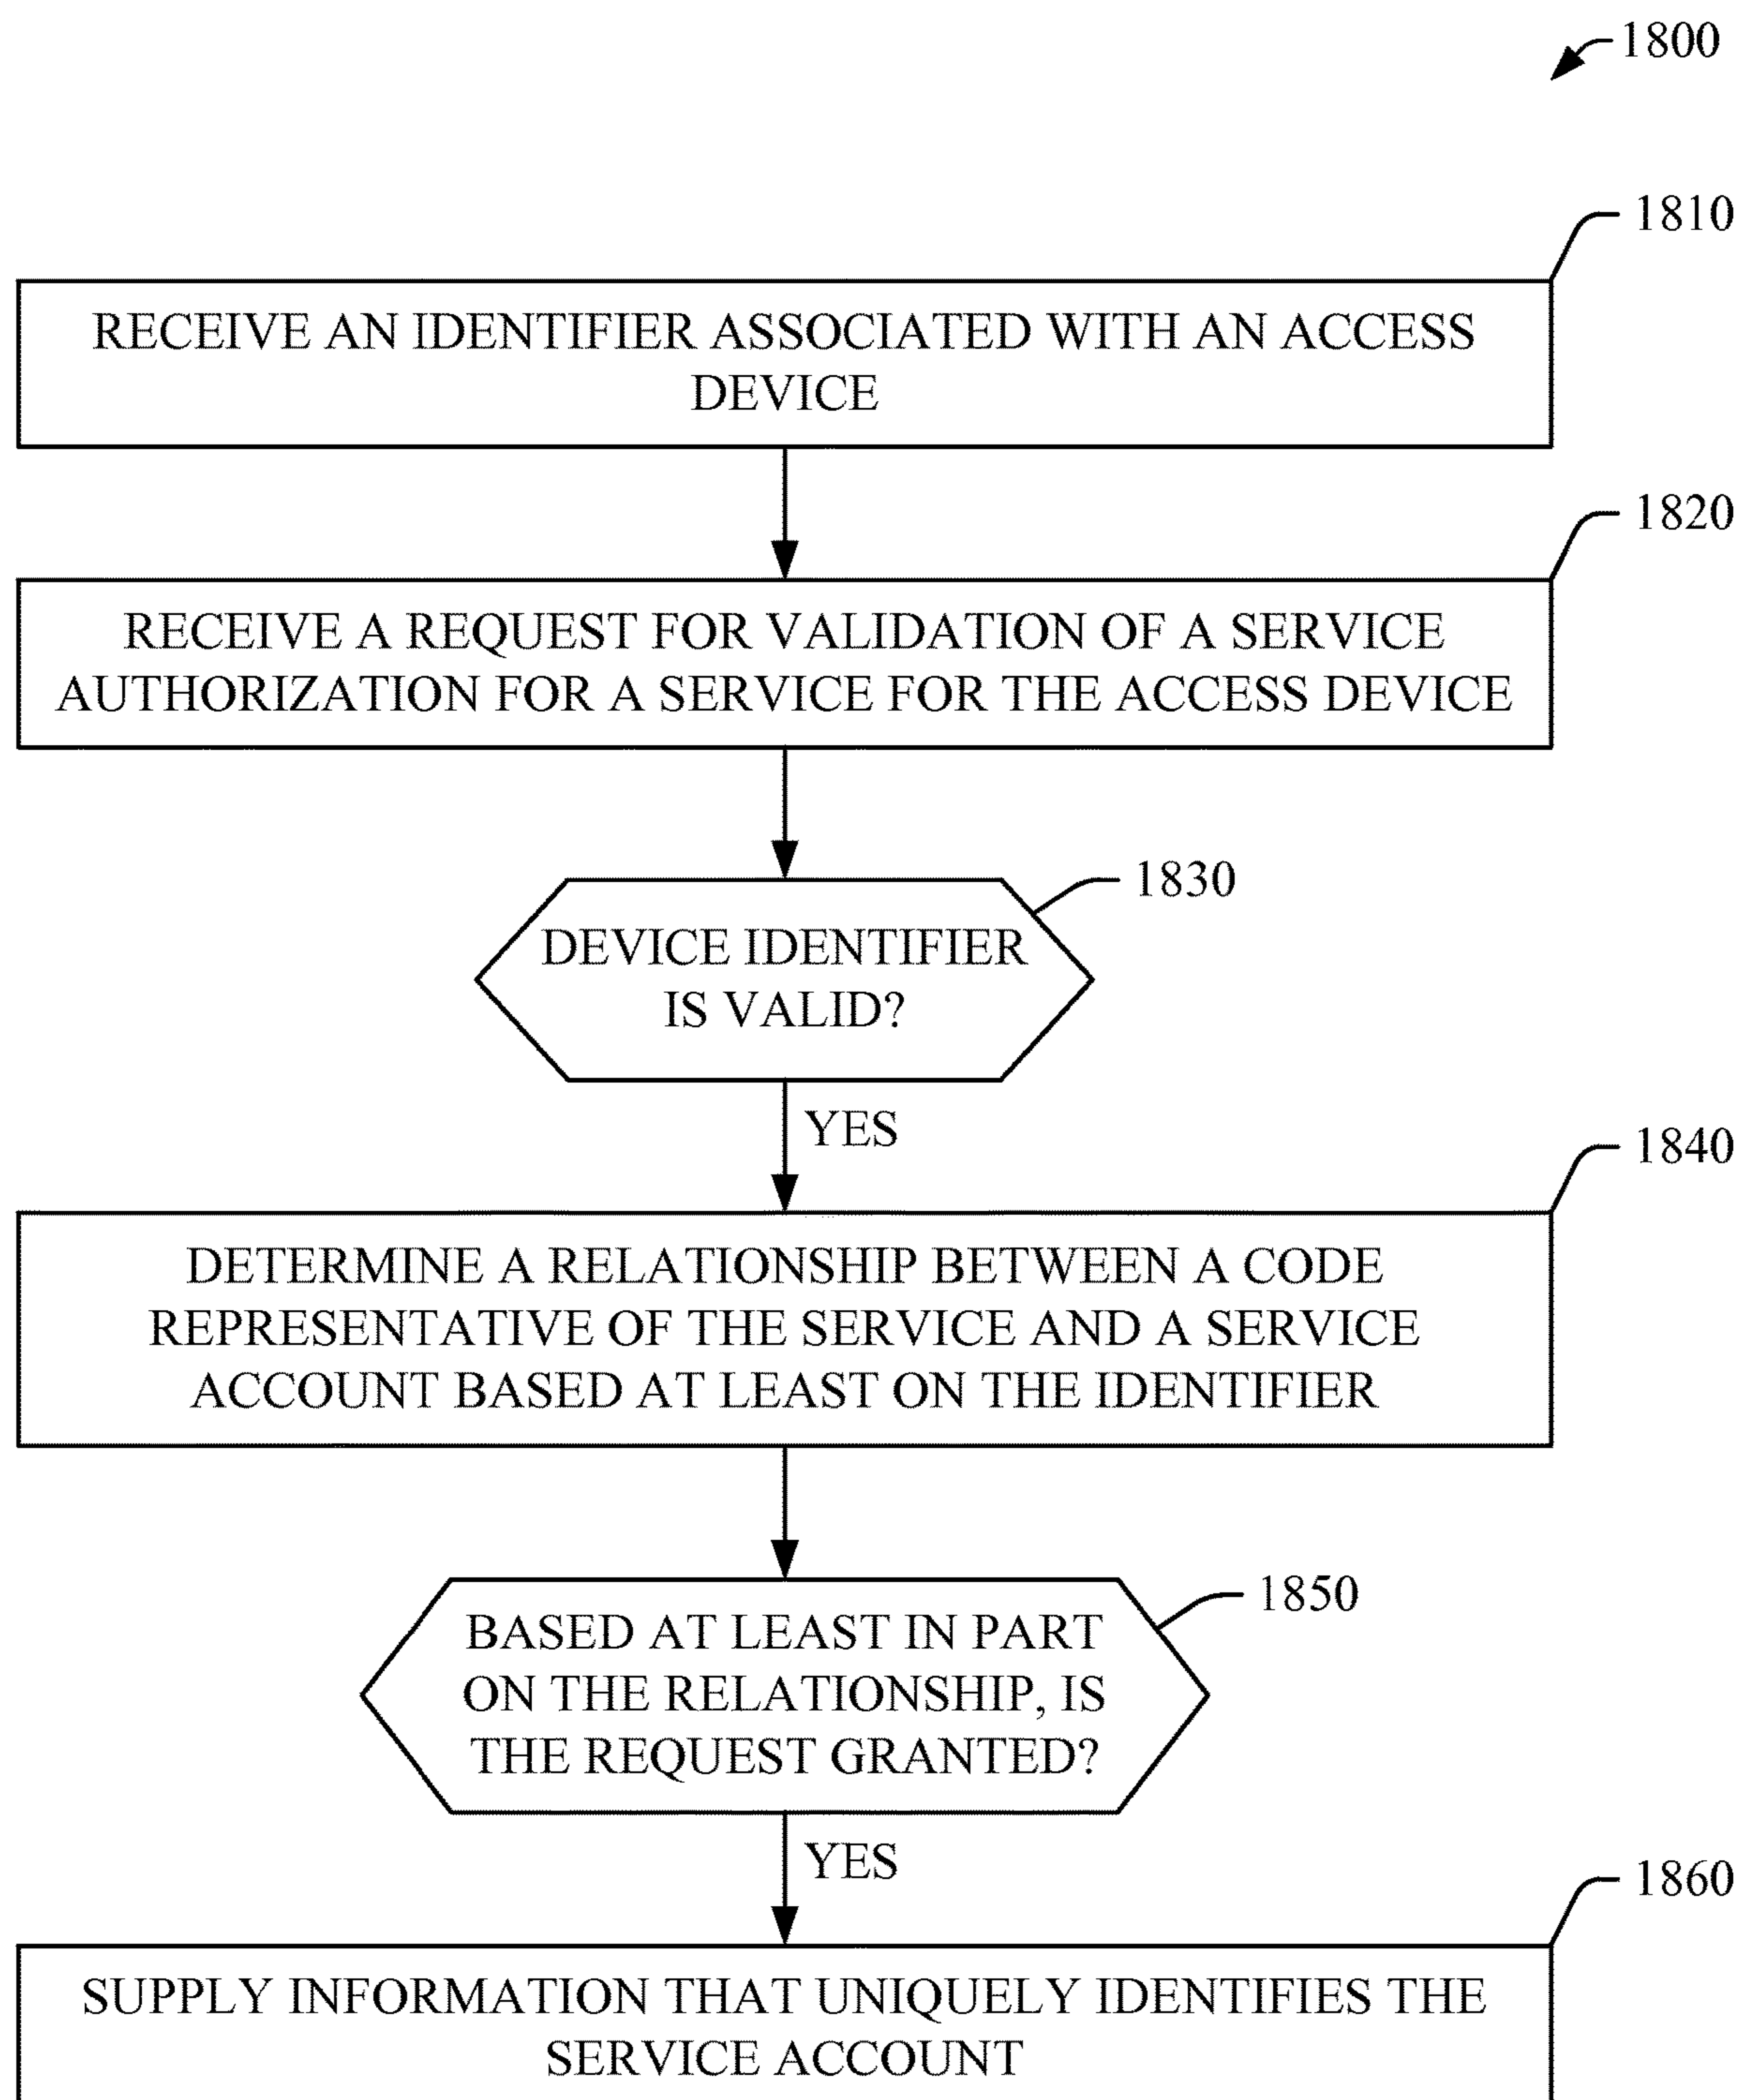 1800
1810
RECEIVE AN IDENTIFIER ASSOCIATED WITH AN ACCESS
DEVICE
1820
RECEIVE A REQUEST FOR VALIDATION OF A SERVICE
AUTHORIZATION FOR A SERVICE FOR THE ACCESS DEVICE
1830
DEVICE IDENTIFIER
IS VALID?
YES
1840
DETERMINE A RELATIONSHIP BETWEEN A CODE
REPRESENTATIVE OF THE SERVICE AND A SERVICE
ACCOUNT BASED AT LEAST ON THE IDENTIFIER
1850
BASED AT LEAST IN PART
ON THE RELATIONSHIP, IS
THE REQUEST GRANTED?
YES
1860
SUPPLY INFORMATION THAT UNIQUELY IDENTIFIES THE
SERVICE ACCOUNT